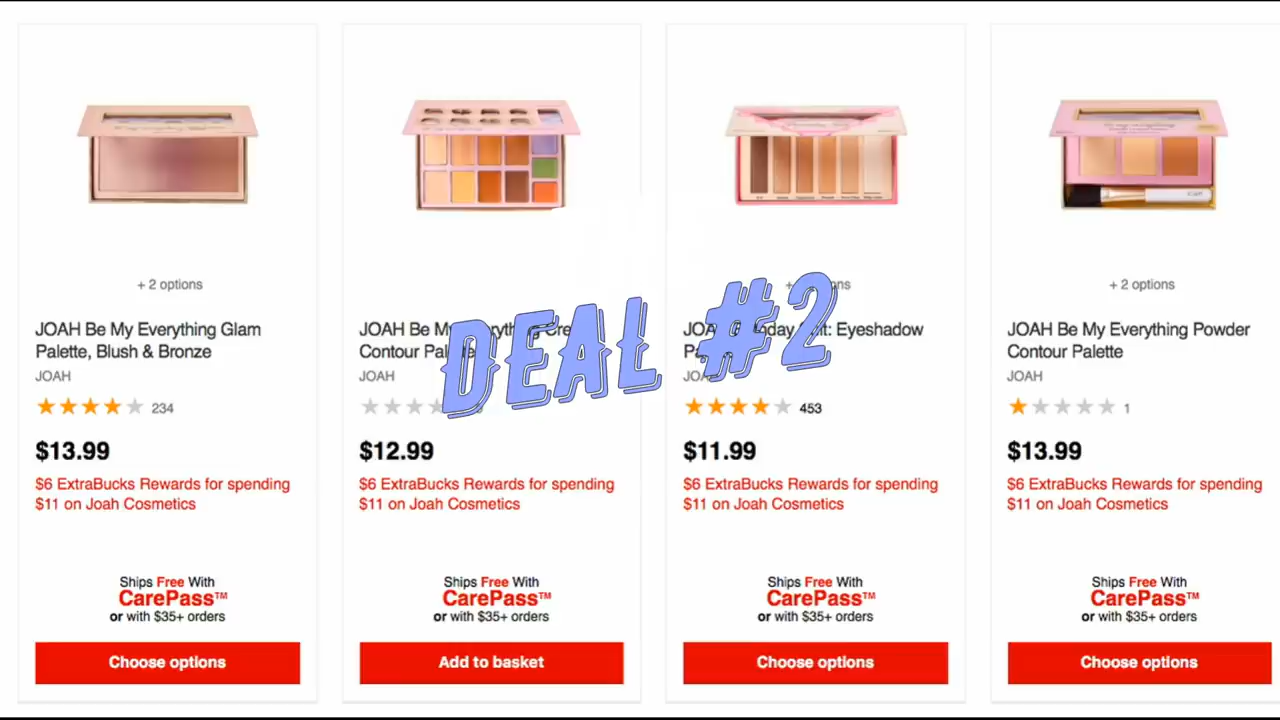 + 2 options
JOAH Be My Everything Glam
Palette, Blush & Bronze
JOAH
234
$13.99
$6 ExtraBucks Rewards for spending
$11 on Joah Cosmetics
Ships Free With
CarePass™
or with $35+ orders
Choose options
JOAH Be
Contour
JOAH
$12.99
$6 ExtraBucks Rewards for spending
$11 on Joah Cosmetics
Ships Free With
CarePass™
or with $35+ orders
Add to basket
DEAL #2
Eyeshadow
453
$11.99
$6 ExtraBucks Rewards for spending
$11 on Joah Cosmetics
Ships Free With
CarePass™
or with $35+ orders
Choose options
+ 2 options
JOAH Be My Everything Powder
Contour Palette
JOAH
1
$13.99
$6 ExtraBucks Rewards for spending
$11 on Joah Cosmetics
Ships Free With
CarePass™
or with $35+ orders
Choose options